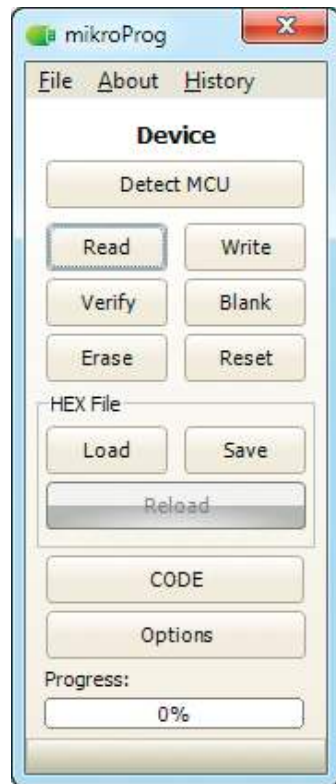 mikroProg
File About History
Device
Detect MCU
Read Write
Verify Blank
Erase Reset
HEX File
Load Save
Reload
CODE
Options
Progress:
0%